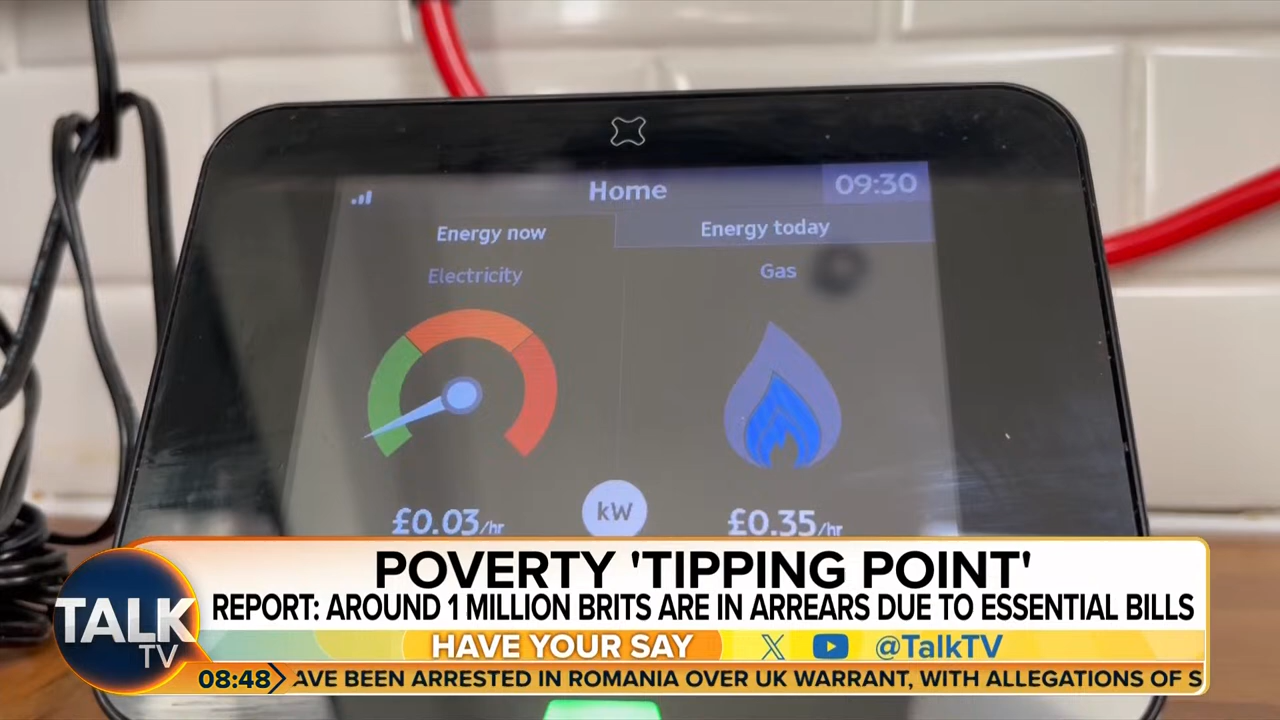 Home
09:30
Energy now
Energy today
Electricity
Gas
£0.03/hr
kW
£0.35/hr
POVERTY 'TIPPING POINT'
REPORT: AROUND 1 MILLION BRITS ARE IN ARREARS DUE TO ESSENTIAL BILLS
TALK
TV
HAVE YOUR SAY
@TalkTV
08:48
AVE BEEN ARRESTED IN ROMANIA OVER UK WARRANT, WITH ALLEGATIONS OF S